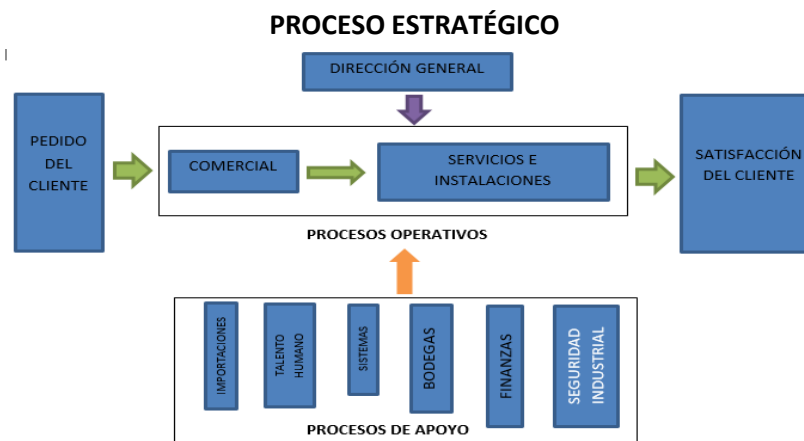 PROCESO ESTRATÉGICO
DIRECCIÓN GENERAL
PEDIDO
DEL
CLIENTE
COMERCIAL
SERVICIOS E
INSTALACIONES
SATISFACCIÓN
DEL CLIENTE
PROCESOS OPERATIVOS
IMPORTACIONES
TALENTO
HUMANO
SISTEMAS
BODEGAS
FINANZAS
SEGURIDAD
INDUSTRIAL
PROCESOS DE APOYO